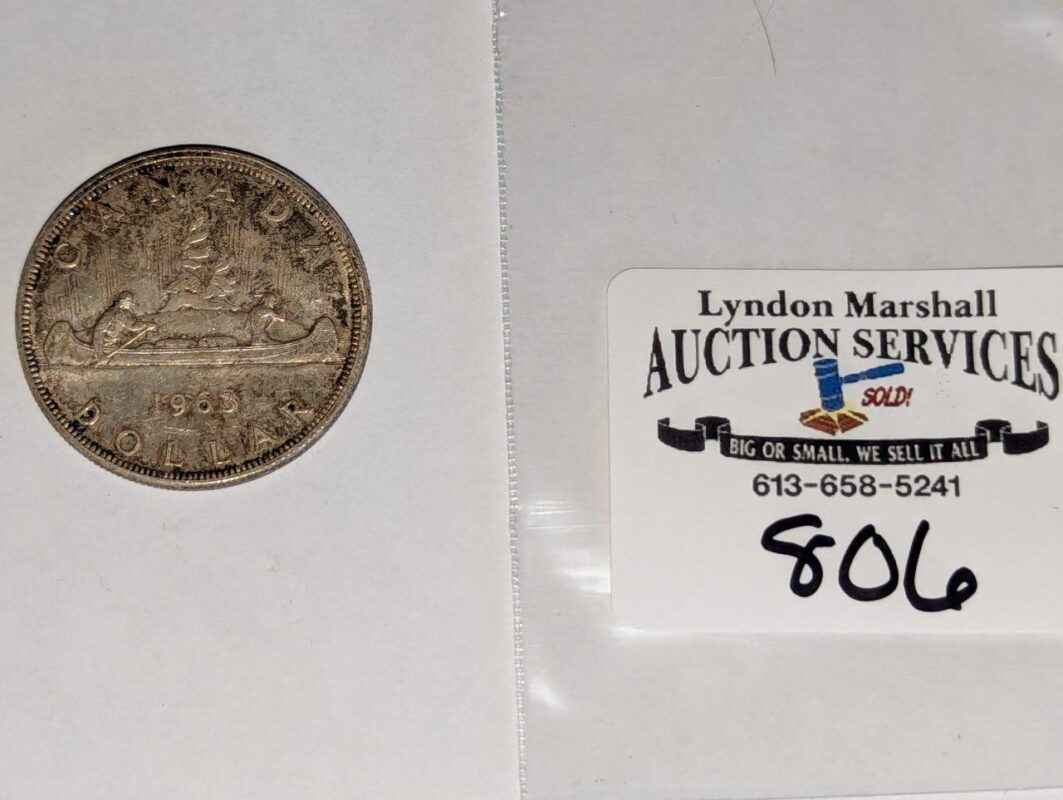 CANADA
1963
DOLLAR
Lyndon Marshall
AUCTION SERVICES
SOLD!
BIG OR SMALL, WE SELL IT ALL
613-658-5241
806